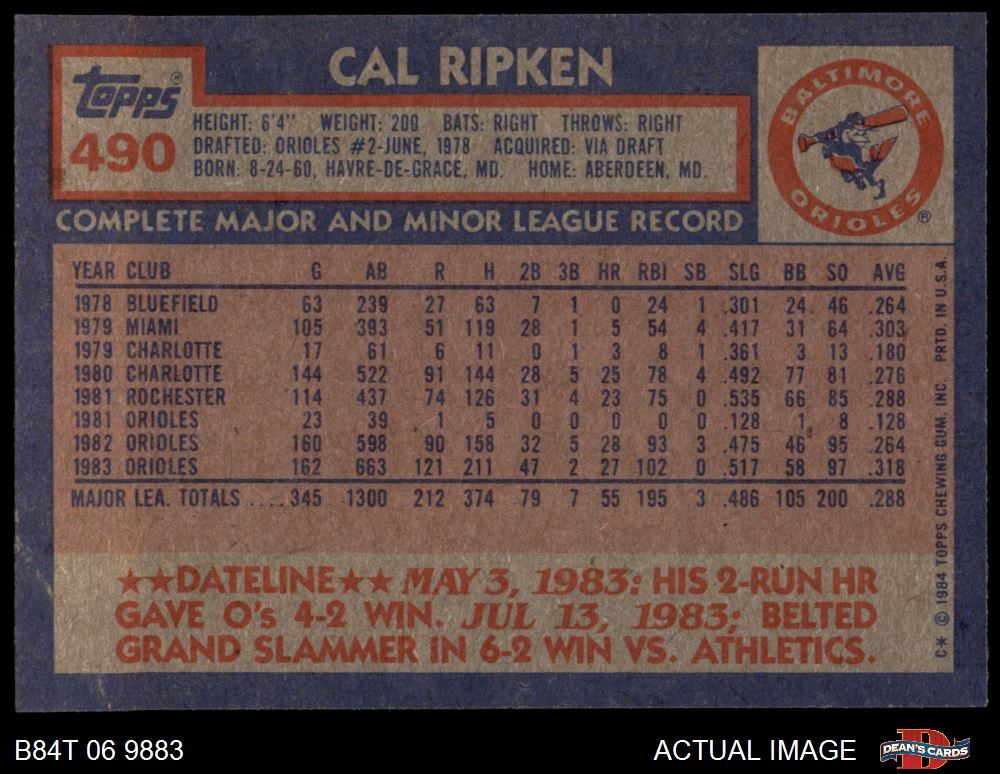 CAL RIPKEN
topps®
490
HEIGHT: 6'4" WEIGHT: 200 BATS: RIGHT THROWS: RIGHT
DRAFTED: ORIOLES #2-JUNE, 1978 ACQUIRED: VIA DRAFT
BORN: 8-24-60, HAVRE-DE-GRACE, MD. HOME: ABERDEEN, MD.
BALTIMORE
ORIOLES ®
COMPLETE MAJOR AND MINOR LEAGUE RECORD
YEAR CLUB G AB R H 2B 3B HR RBI SB SLG BB SO AVG
1978 BLUEFIELD 63 239 27 63 7 1 0 24 1 .301 24 46 .264
1979 MIAMI 105 393 51 119 28 1 5 54 4 .417 31 64 .303
1979 CHARLOTTE 17 61 6 11 0 1 3 8 1 .361 3 13 .180
1980 CHARLOTTE 144 522 91 144 28 5 25 78 4 .492 77 81 .276
1981 ROCHESTER 114 437 74 126 31 4 23 75 0 .535 66 85 .288
1981 ORIOLES 23 39 1 5 0 0 0 0 0 .128 1 8 .128
1982 ORIOLES 160 598 90 158 32 5 28 93 3 .475 46 95 .264
1983 ORIOLES 162 663 121 211 47 2 27 102 0 .517 58 97 .318
MAJOR LEA. TOTALS ....345 1300 212 374 79 7 55 195 3 .486 105 200 .288
★★DATELINE★★ MAY 3, 1983: HIS 2-RUN HR
GAVE O's 4-2 WIN. JUL 13, 1983; BELTED
GRAND SLAMMER IN 6-2 WIN VS. ATHLETICS.
C* © 1984 TOPPS CHEWING GUM, INC. PRTD. IN U.S.A.
B84T 06 9883
ACTUAL IMAGE
DEAN'S CARDS